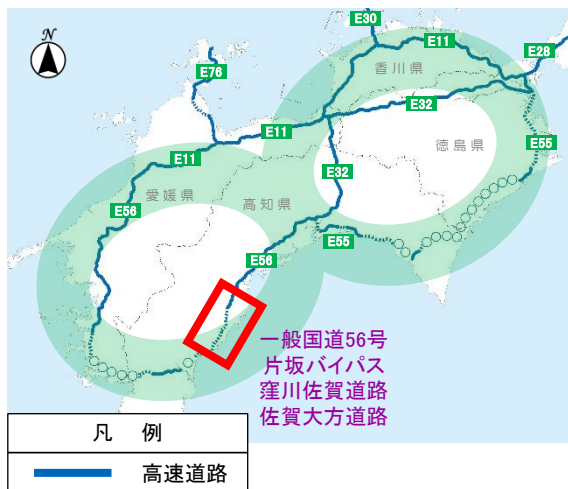 N
E30
E11
E28
香川県
E76
E32
E11
徳島県
E55
E11
E32
愛媛県
高知県
E56
E55
E56
一般国道56号
片坂バイパス
窪川佐賀道路
佐賀大方道路
凡 例
高速道路